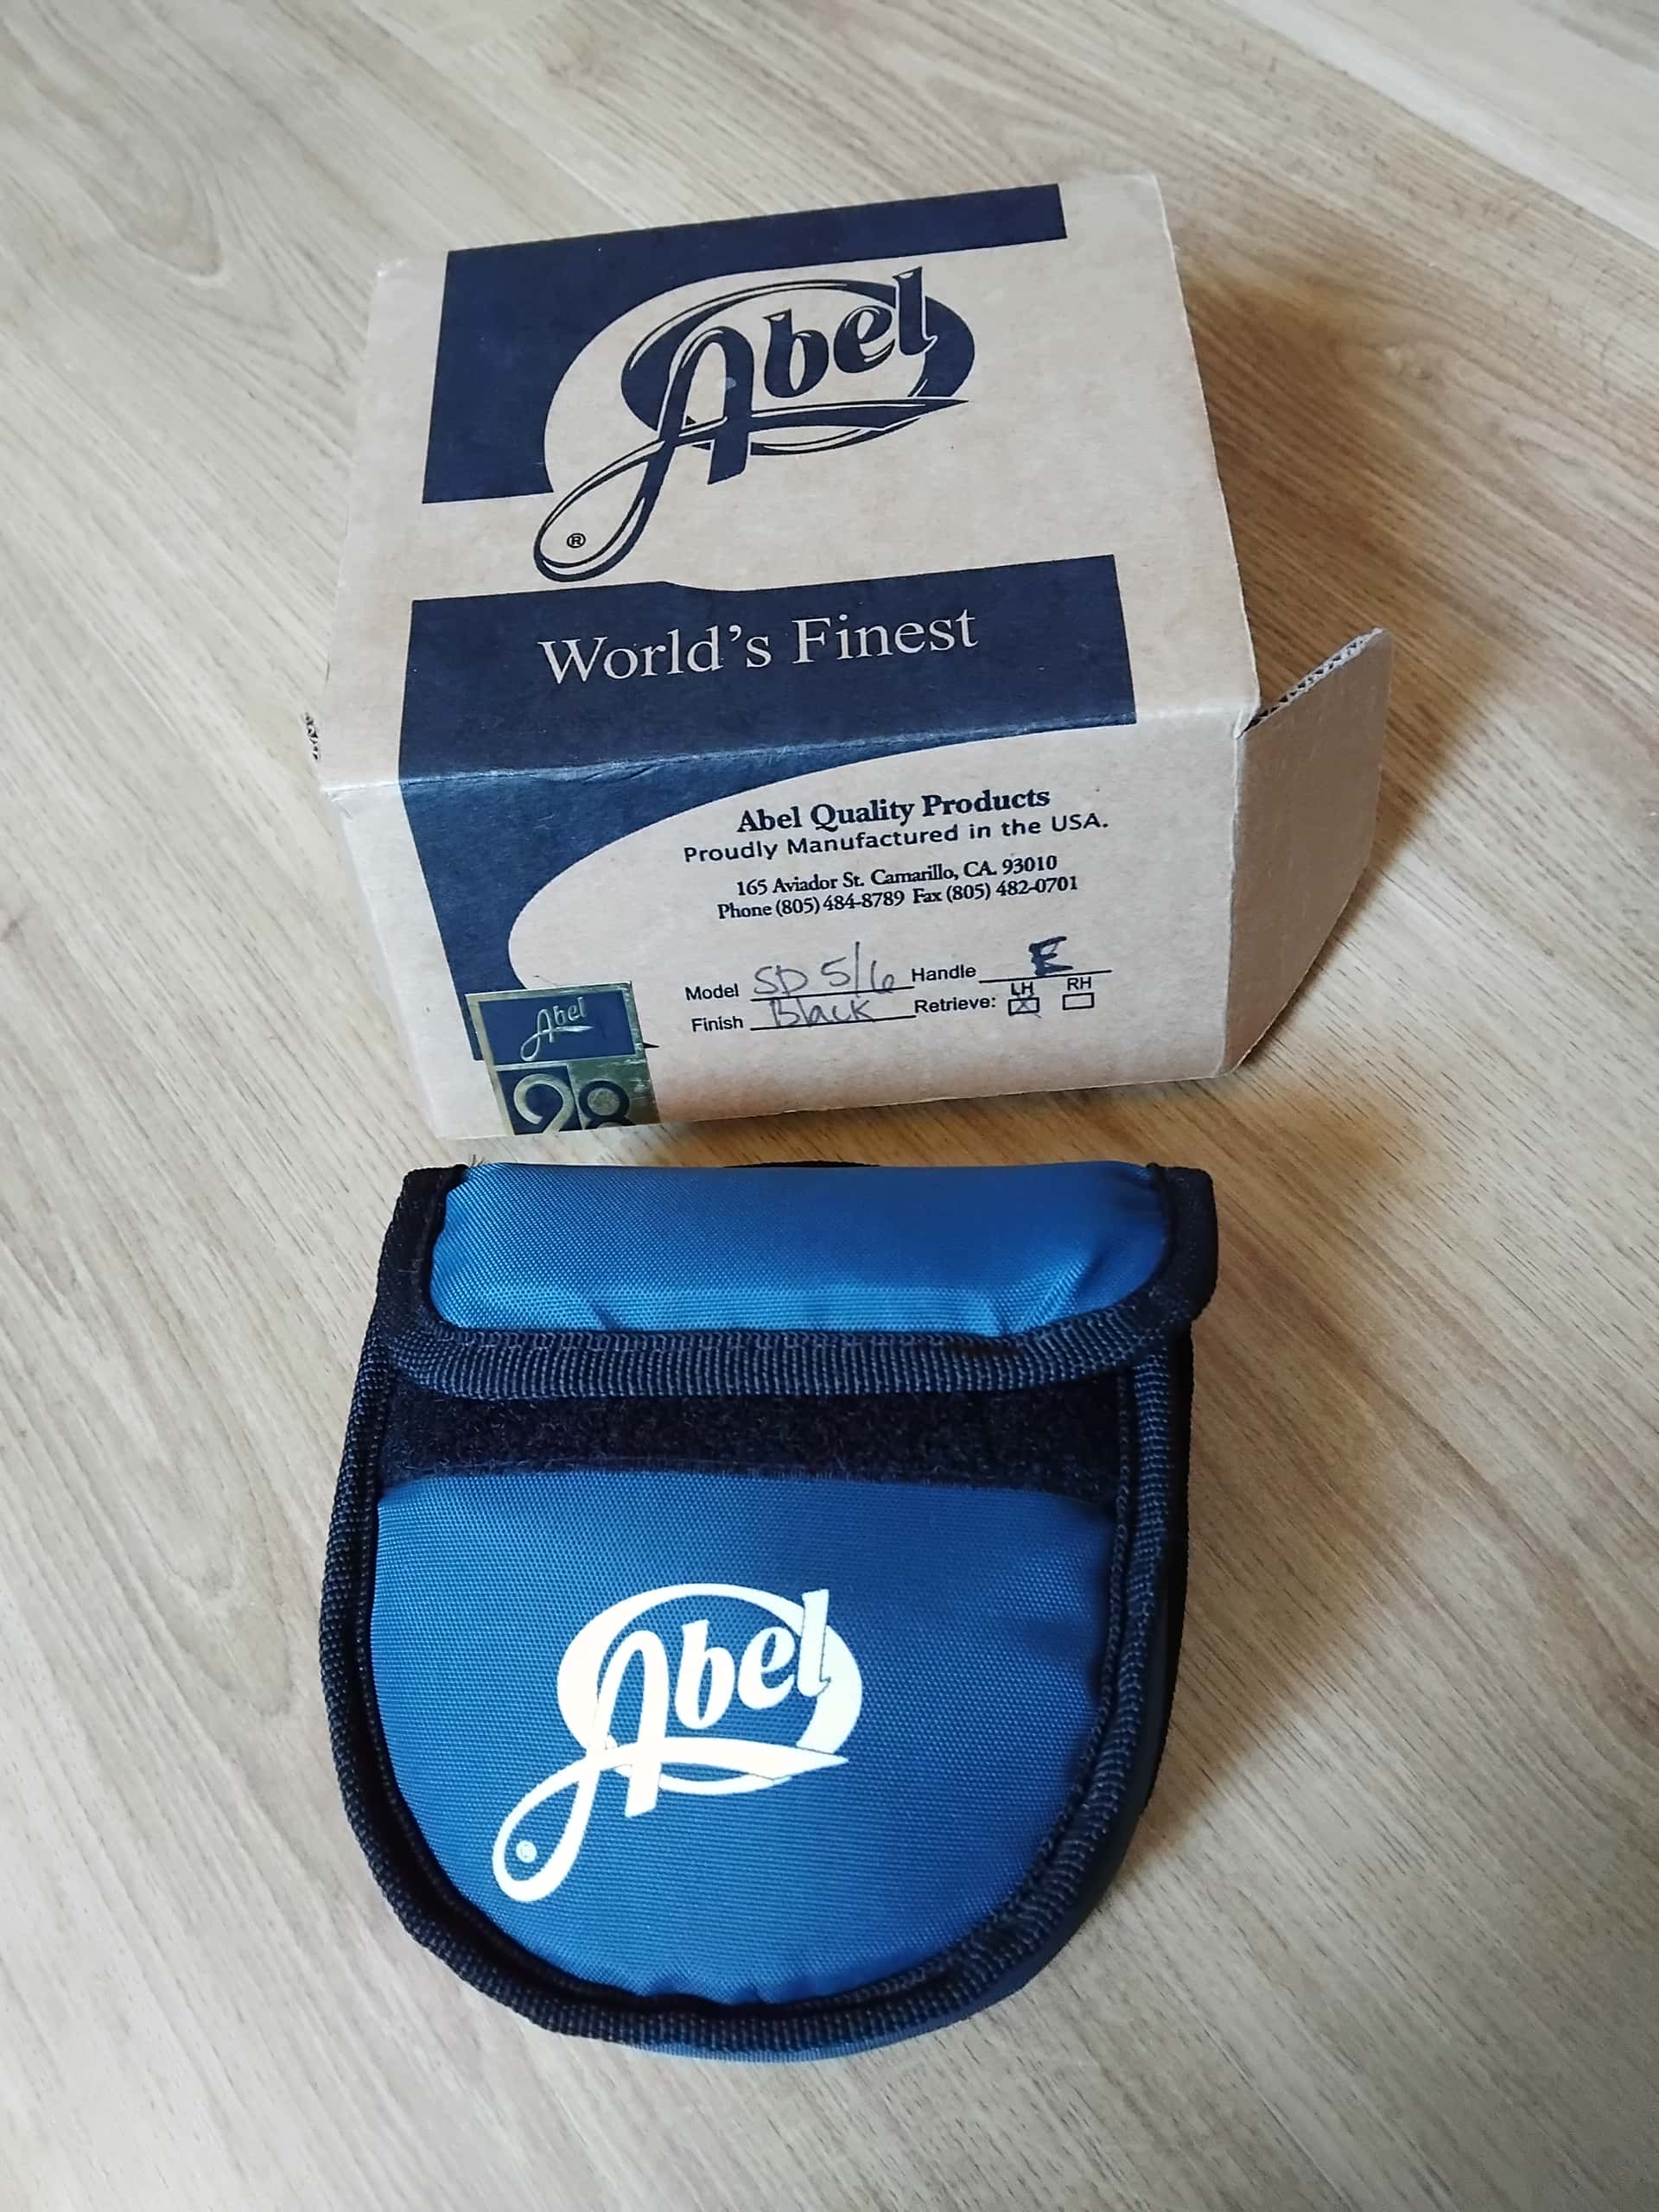 Abel
®
World's Finest
Abel Quality Products
Proudly Manufactured in the USA.
165 Aviador St. Camarillo, CA. 93010
Phone (805) 484-8789 Fax (805) 482-0701
Model SD 5/6 Handle E
LH RH
Finish Black Retrieve: X
Abel
28
Abel
®